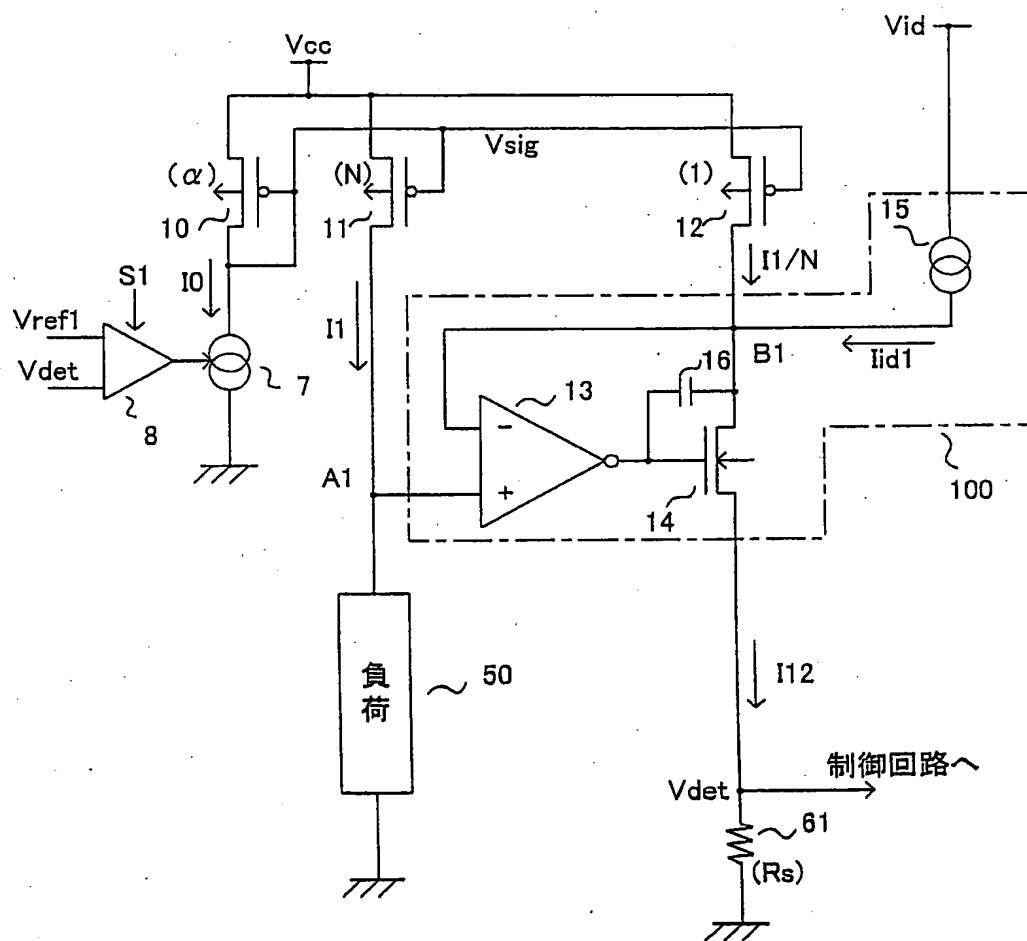 Vid
Vcc
Vsig
(α)
(N)
(1)
10
11
12
15
S1
I0
I1
I1/N
Vref1
Vdet
8
7
B1
Iid1
16
13
−
+
A1
14
100
負荷
50
I12
制御回路へ
Vdet
61
(Rs)